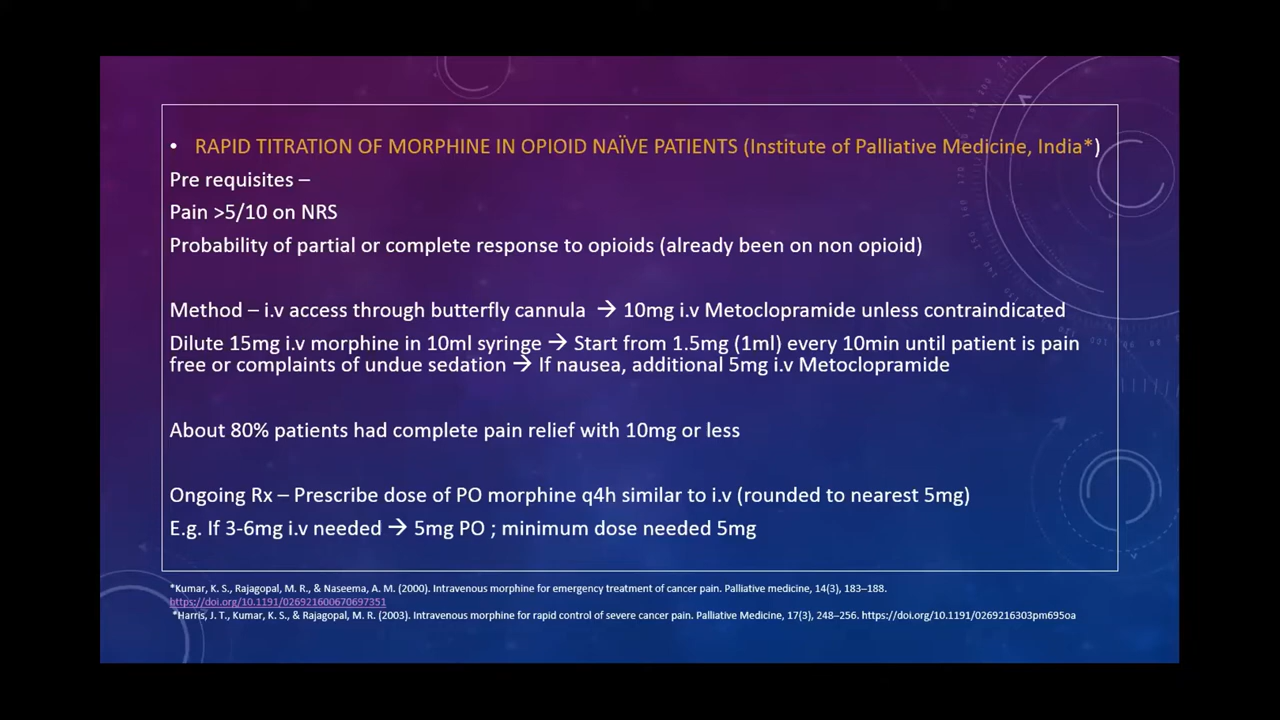 • RAPID TITRATION OF MORPHINE IN OPIOID NAÏVE PATIENTS (Institute of Palliative Medicine, India*)
Pre requisites –
Pain >5/10 on NRS
Probability of partial or complete response to opioids (already been on non opioid)
Method – i.v access through butterfly cannula → 10mg i.v Metoclopramide unless contraindicated
Dilute 15mg i.v morphine in 10ml syringe → Start from 1.5mg (1ml) every 10min until patient is pain
free or complaints of undue sedation → If nausea, additional 5mg i.v Metoclopramide
About 80% patients had complete pain relief with 10mg or less
Ongoing Rx – Prescribe dose of PO morphine q4h similar to i.v (rounded to nearest 5mg)
E.g. If 3-6mg i.v needed → 5mg PO ; minimum dose needed 5mg
*Kumar, K. S., Rajagopal, M. R., & Naseema, A. M. (2000). Intravenous morphine for emergency treatment of cancer pain. Palliative medicine, 14(3), 183–188.
https://doi.org/10.1191/026921600670697351
*Harris, J. T., Kumar, K. S., & Rajagopal, M. R. (2003). Intravenous morphine for rapid control of severe cancer pain. Palliative Medicine, 17(3), 248–256. https://doi.org/10.1191/0269216303pm695oa